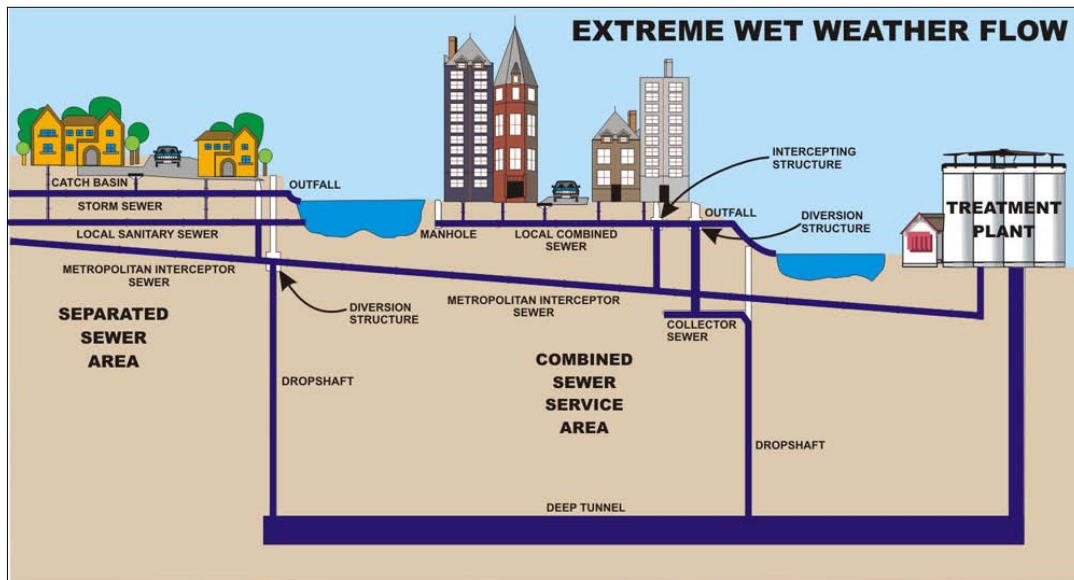 EXTREME WET WEATHER FLOW
INTERCEPTING
STRUCTURE
CATCH BASIN
OUTFALL
STORM SEWER
LOCAL SANITARY SEWER
MANHOLE
LOCAL COMBINED
SEWER
OUTFALL
DIVERSION
STRUCTURE
TREATMENT
PLANT
METROPOLITAN INTERCEPTOR
SEWER
DIVERSION
STRUCTURE
METROPOLITAN INTERCEPTOR
SEWER
COLLECTOR
SEWER
SEPARATED
SEWER
AREA
COMBINED
SEWER
SERVICE
AREA
DROPSHAFT
DROPSHAFT
DEEP TUNNEL